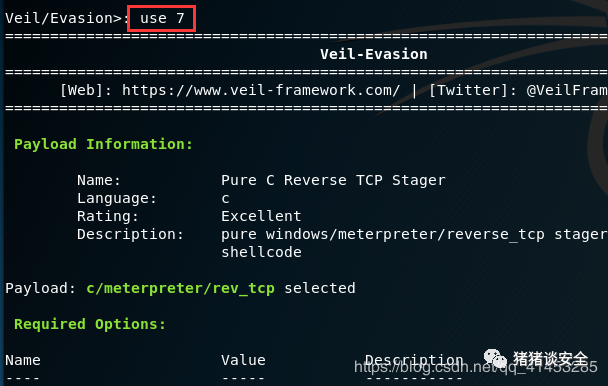 Veil/Evasion>: use 7
========================================================================
Veil-Evasion
========================================================================
[Web]: https://www.veil-framework.com/ | [Twitter]: @VeilFram
========================================================================
Payload Information:
Name: Pure C Reverse TCP Stager
Language: c
Rating: Excellent
Description: pure windows/meterpreter/reverse_tcp stager
shellcode
Payload: c/meterpreter/rev_tcp selected
Required Options:
Name Value Description
---- ----- -----------
猪猪谈安全
https://blog.csdn.net/qq_41453285